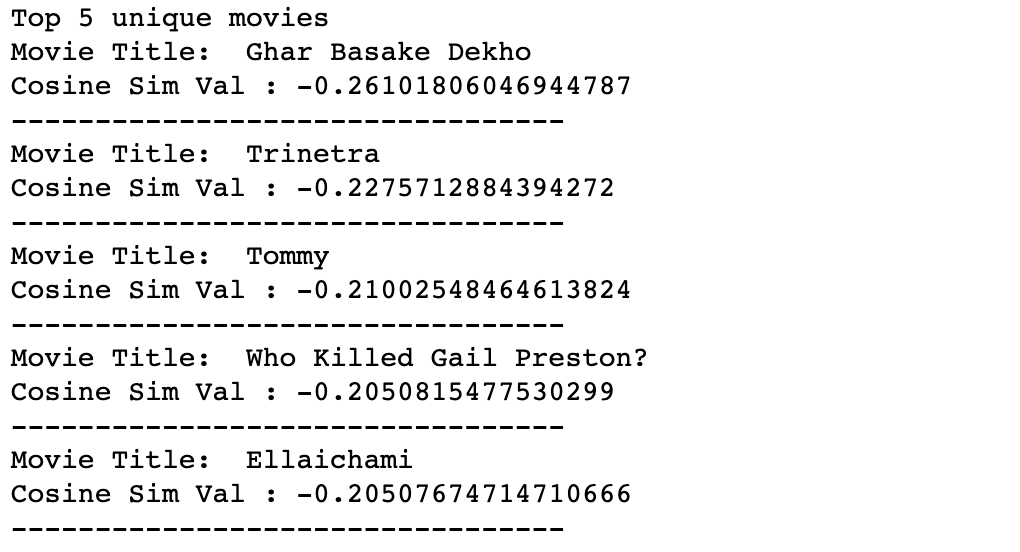 Top 5 unique movies
Movie Title:  Ghar Basake Dekho
Cosine Sim Val : -0.26101806046944787
---------------------------------
Movie Title:  Trinetra
Cosine Sim Val : -0.2275712884394272
---------------------------------
Movie Title:  Tommy
Cosine Sim Val : -0.21002548464613824
---------------------------------
Movie Title:  Who Killed Gail Preston?
Cosine Sim Val : -0.2050815477530299
---------------------------------
Movie Title:  Ellaichami
Cosine Sim Val : -0.20507674714710666
---------------------------------